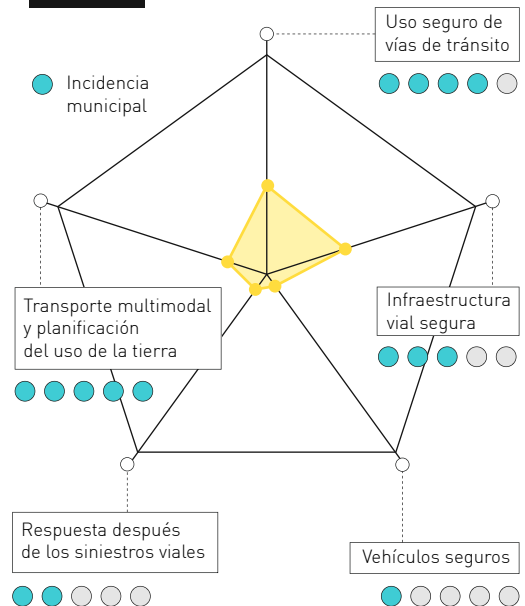 Uso seguro de
vías de tránsito
Incidencia
municipal
Transporte multimodal
y planificación
del uso de la tierra
Infraestructura
vial segura
Respuesta después
de los siniestros viales
Vehículos seguros